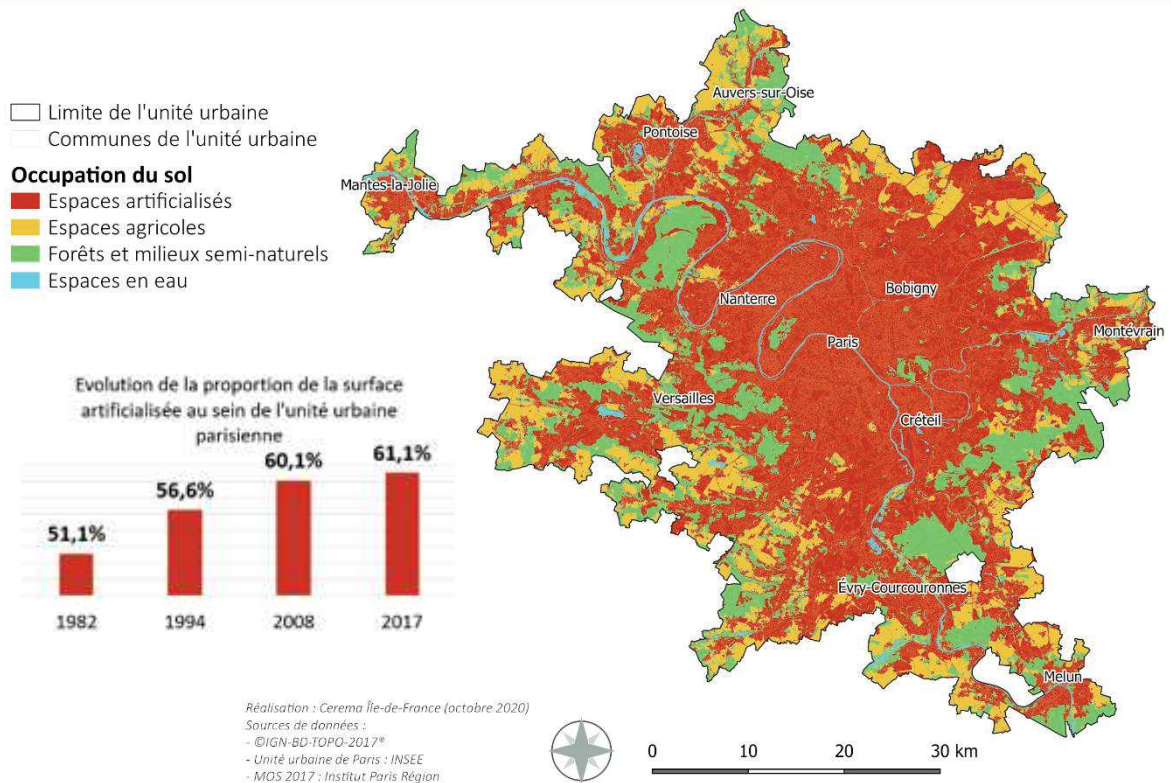 Limite de l'unité urbaine
Communes de l'unité urbaine
Occupation du sol
Espaces artificialisés
Espaces agricoles
Forêts et milieux semi-naturels
Espaces en eau
Auvers-sur-Oise
Pontoise
Mantes-la-Jolie
Nanterre
Bobigny
Montévrain
Paris
Versailles
Créteil
Évry-Courcouronnes
Melun
Evolution de la proportion de la surface
artificialisée au sein de l'unité urbaine
parisienne
51,1%
56,6%
60,1%
61,1%
1982
1994
2008
2017
Réalisation : Cerema Île-de-France (octobre 2020)
Sources de données :
- ©IGN-BD-TOPO-2017®
- Unité urbaine de Paris : INSEE
- MOS 2017 : Institut Paris Région
0 10 20 30 km